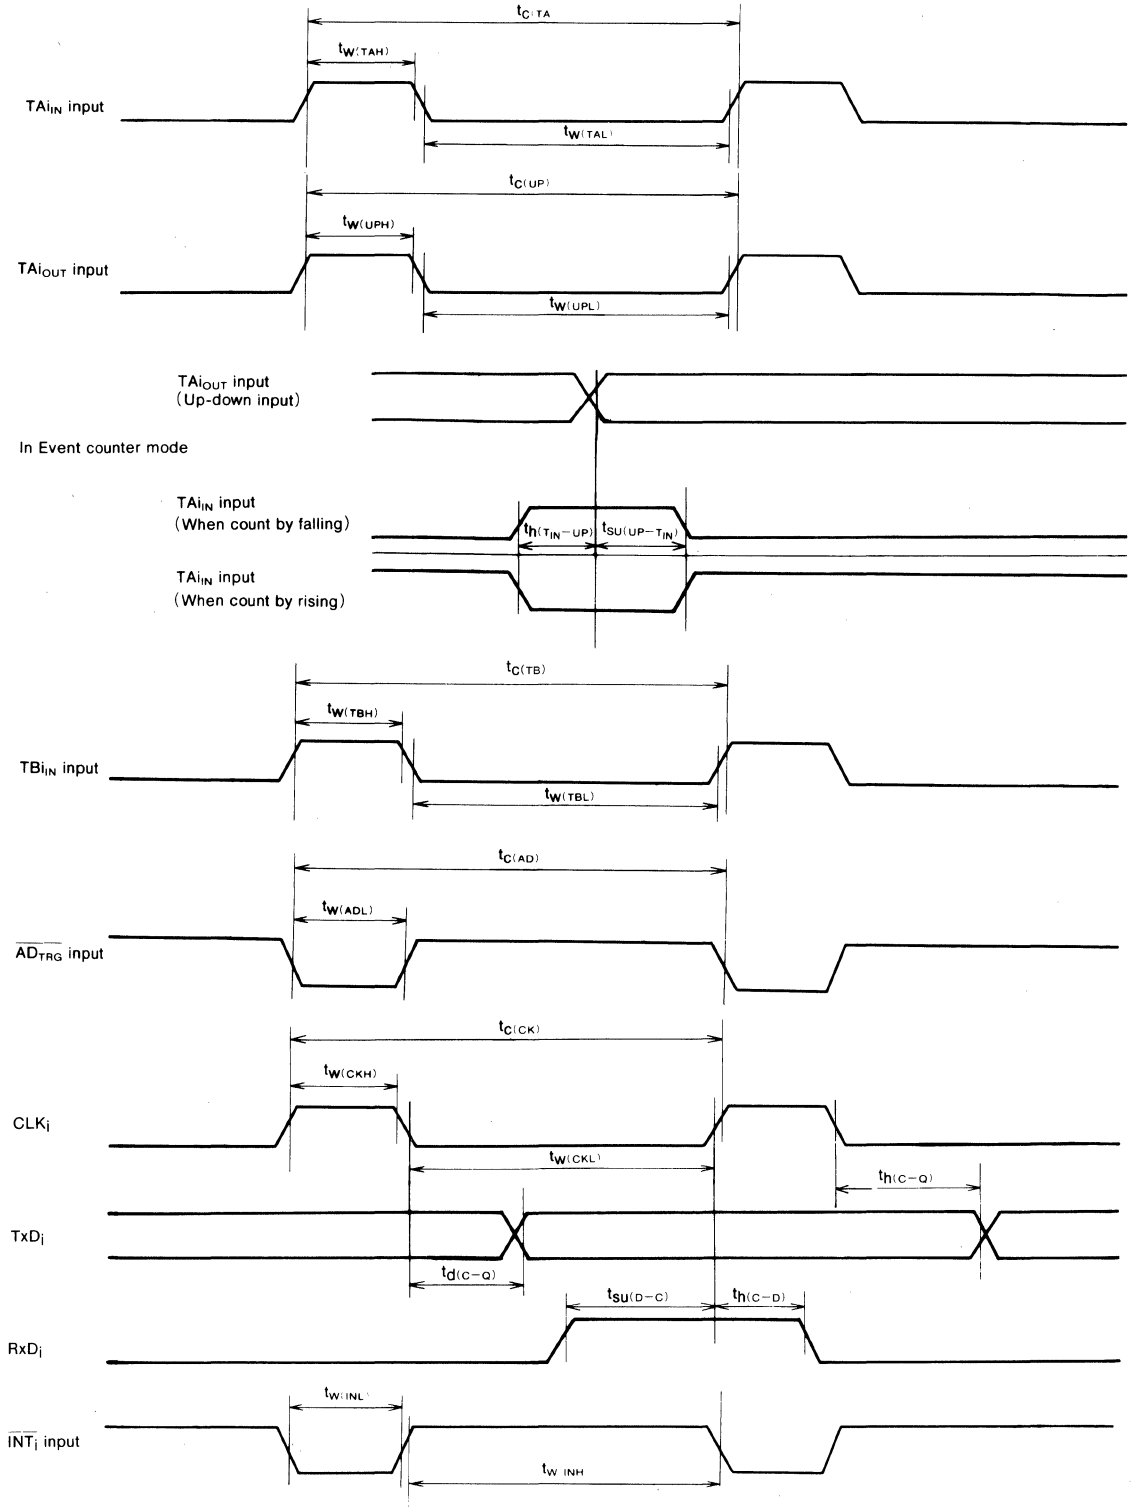 tC(TA
tW(TAH)
TAiIN input
tW(TAL)
tC(UP)
tW(UPH)
TAiOUT input
tW(UPL)
TAiOUT input
(Up-down input)
In Event counter mode
TAiIN input
(When count by falling)
th(TIN−UP) tSU(UP−TIN)
TAiIN input
(When count by rising)
tC(TB)
tW(TBH)
TBiIN input
tW(TBL)
tC(AD)
tW(ADL)
ADTRG input
tC(CK)
tW(CKH)
CLKi
tW(CKL)
th(C−Q)
TxDi
td(C−Q)
tsu(D−C) th(C−D)
RxDi
tW(INL)
INTi input
tW INH